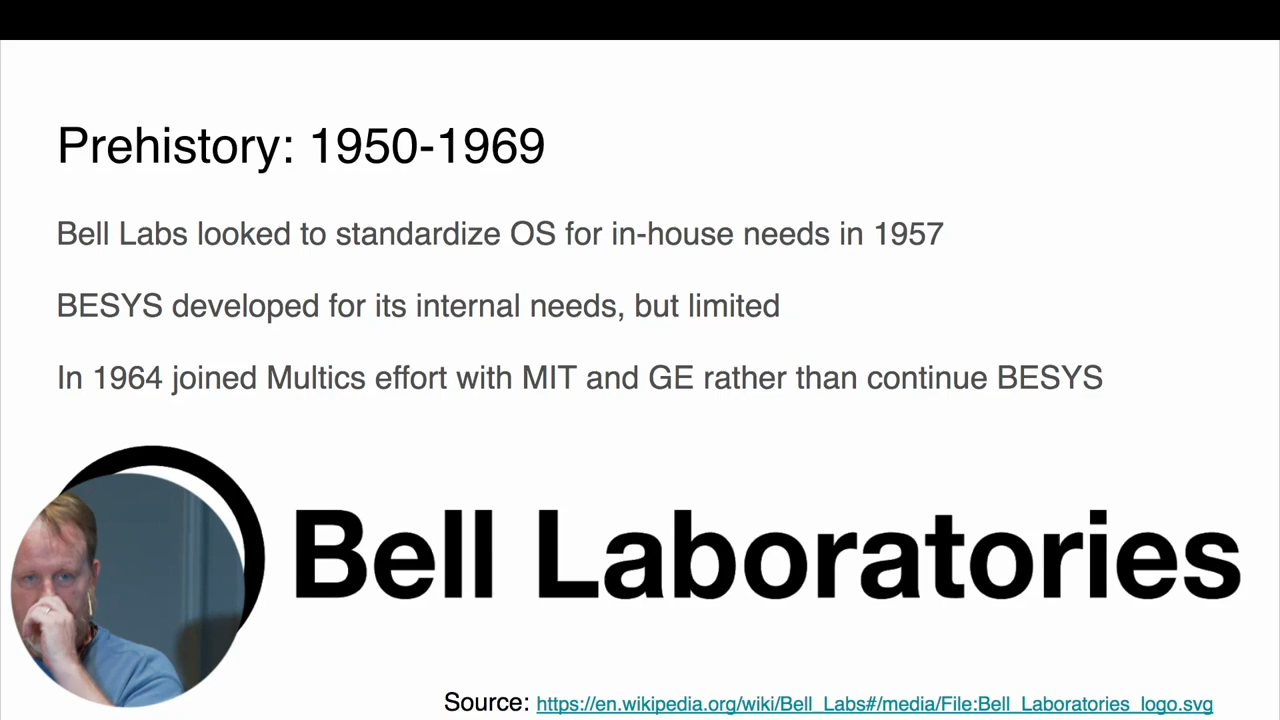 Prehistory: 1950-1969
Bell Labs looked to standardize OS for in-house needs in 1957
BESYS developed for its internal needs, but limited
In 1964 joined Multics effort with MIT and GE rather than continue BESYS
Bell Laboratories
Source: https://en.wikipedia.org/wiki/Bell_Labs#/media/File:Bell_Laboratories_logo.svg